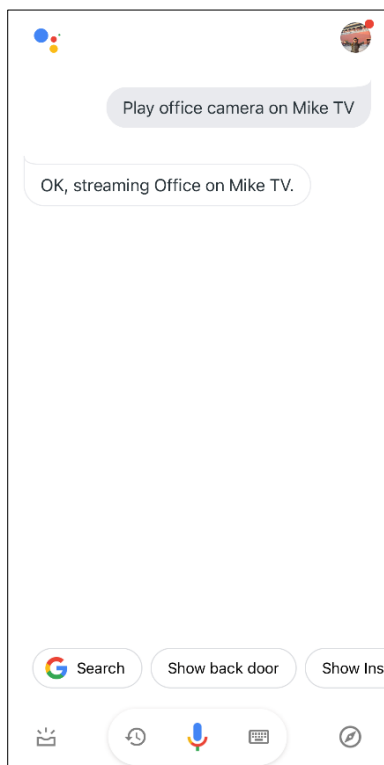 Play office camera on Mike TV
OK, streaming Office on Mike TV.
Search
Show back door
Show Ins